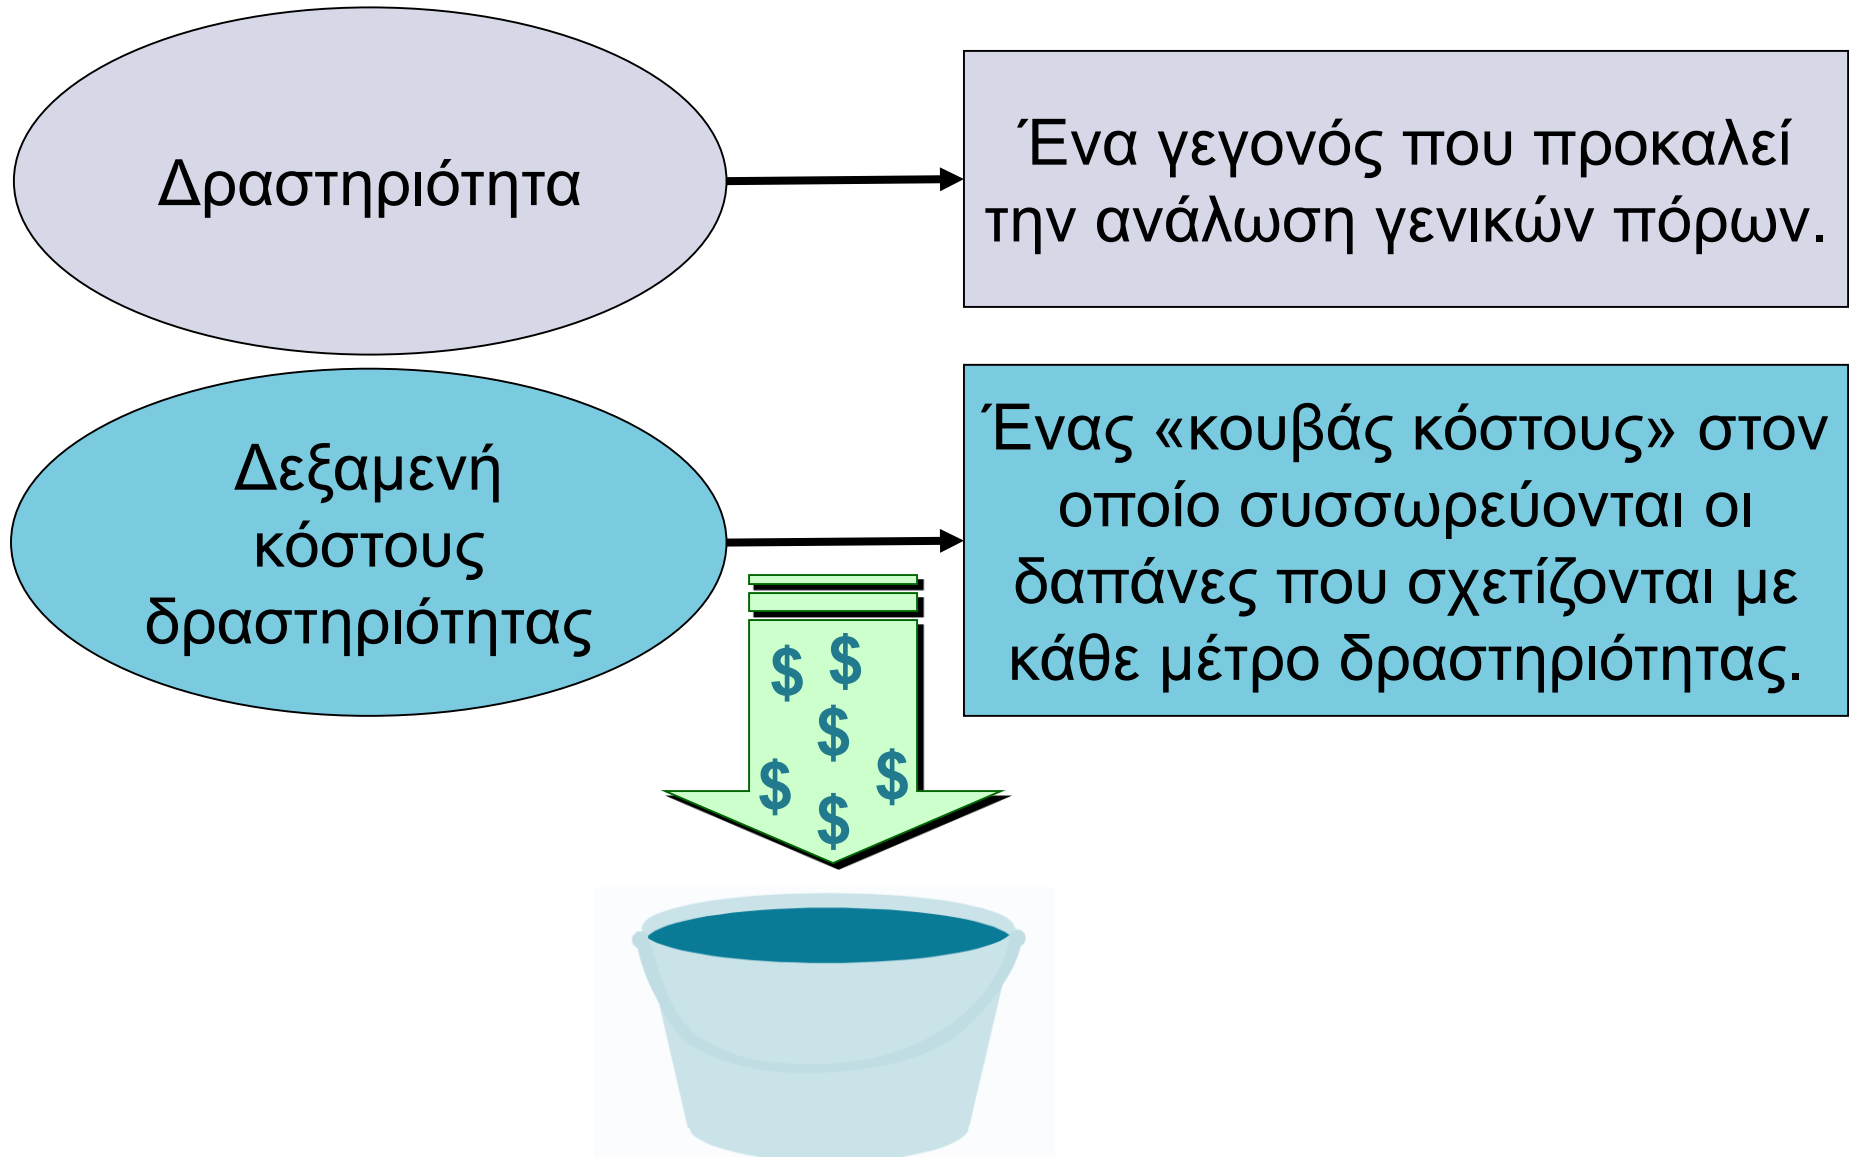 Δραστηριότητα
Ένα γεγονός που προκαλεί
την ανάλωση γενικών πόρων.
Δεξαμενή
κόστους
δραστηριότητας
Ένας «κουβάς κόστους» στον
οποίο συσσωρεύονται οι
δαπάνες που σχετίζονται με
κάθε μέτρο δραστηριότητας.
$ $
$
$ $
$